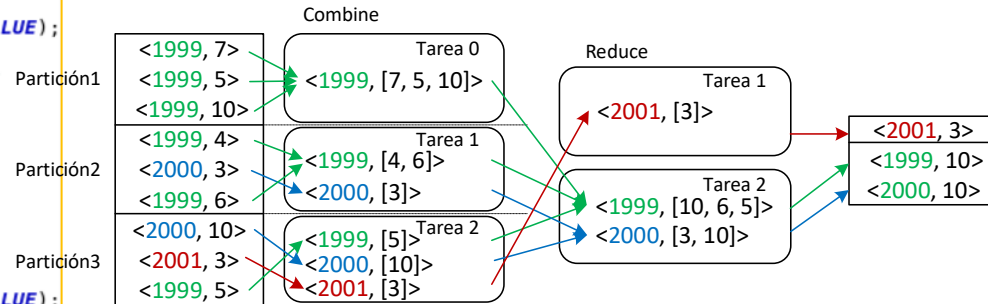 LUE);
Combine
Reduce
Partición1
<1999, 7>
<1999, 5>
<1999, 10>
Partición2
<1999, 4>
<2000, 3>
<1999, 6>
Partición3
<2000, 10>
<2001, 3>
<1999, 5>
Tarea 0
<1999, [7, 5, 10]>
Tarea 1
<1999, [4, 6]>
<2000, [3]>
Tarea 2
<1999, [5]>
<2000, [10]>
<2001, [3]>
Tarea 1
<2001, [3]>
Tarea 2
<1999, [10, 6, 5]>
<2000, [3, 10]>
<2001, 3>
<1999, 10>
<2000, 10>
LUE);